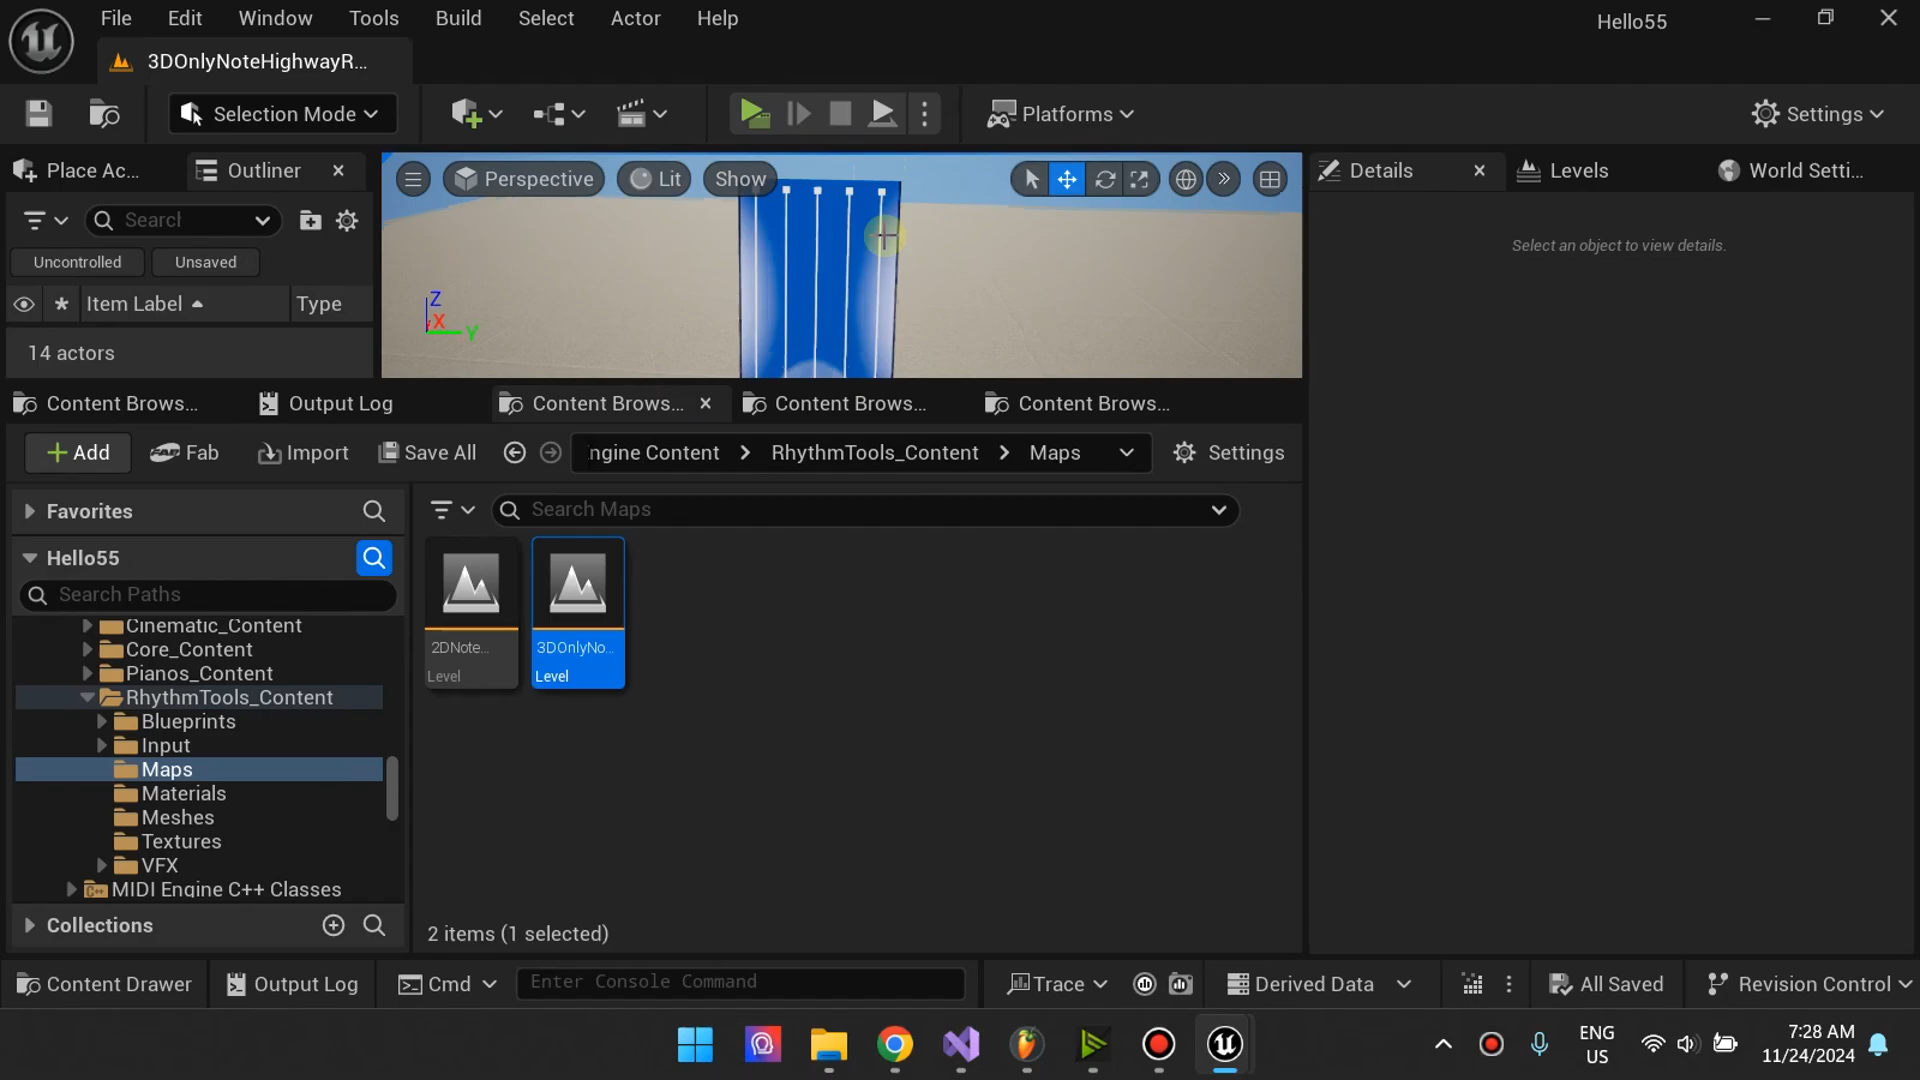 File Edit Window Tools Build Select Actor Help
Hello55
3DOnlyNoteHighwayR...
Selection Mode
Platforms
Settings
Place Ac...
Outliner
Perspective
Lit
Show
Details
Levels
World Setti...
Search
Uncontrolled
Unsaved
Select an object to view details.
Item Label
Type
Z
X
Y
14 actors
Content Brows...
Output Log
Content Brows...
Content Brows...
Content Brows...
Add
Fab
Import
Save All
ngine Content > RhythmTools_Content > Maps
Settings
Favorites
Search Maps
Hello55
Search Paths
Cinematic_Content
Core_Content
Pianos_Content
RhythmTools_Content
Blueprints
Input
Maps
Materials
Meshes
Textures
VFX
MIDI Engine C++ Classes
2DNote...
Level
3DOnlyNo...
Level
Collections
2 items (1 selected)
Content Drawer
Output Log
Cmd
Enter Console Command
Trace
Derived Data
All Saved
Revision Control
ENG
US
7:28 AM
11/24/2024